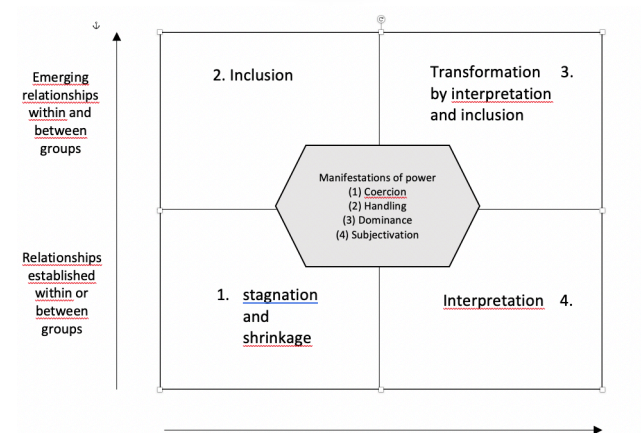 Emerging
relationships
within and
between
groups
2. Inclusion
Transformation 3.
by interpretation
and inclusion
Manifestations of power
(1) Coercion
(2) Handling
(3) Dominance
(4) Subjectivation
Relationships
established
within or
between
groups
1. stagnation
and
shrinkage
Interpretation 4.